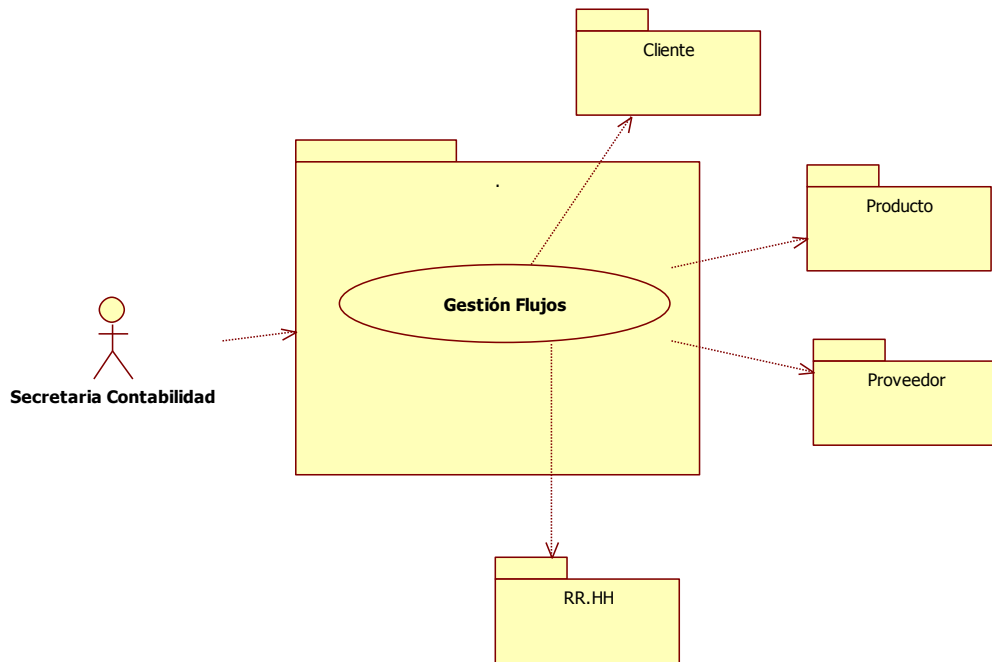 Cliente
.
Producto
Gestión Flujos
Secretaria Contabilidad
Proveedor
RR.HH